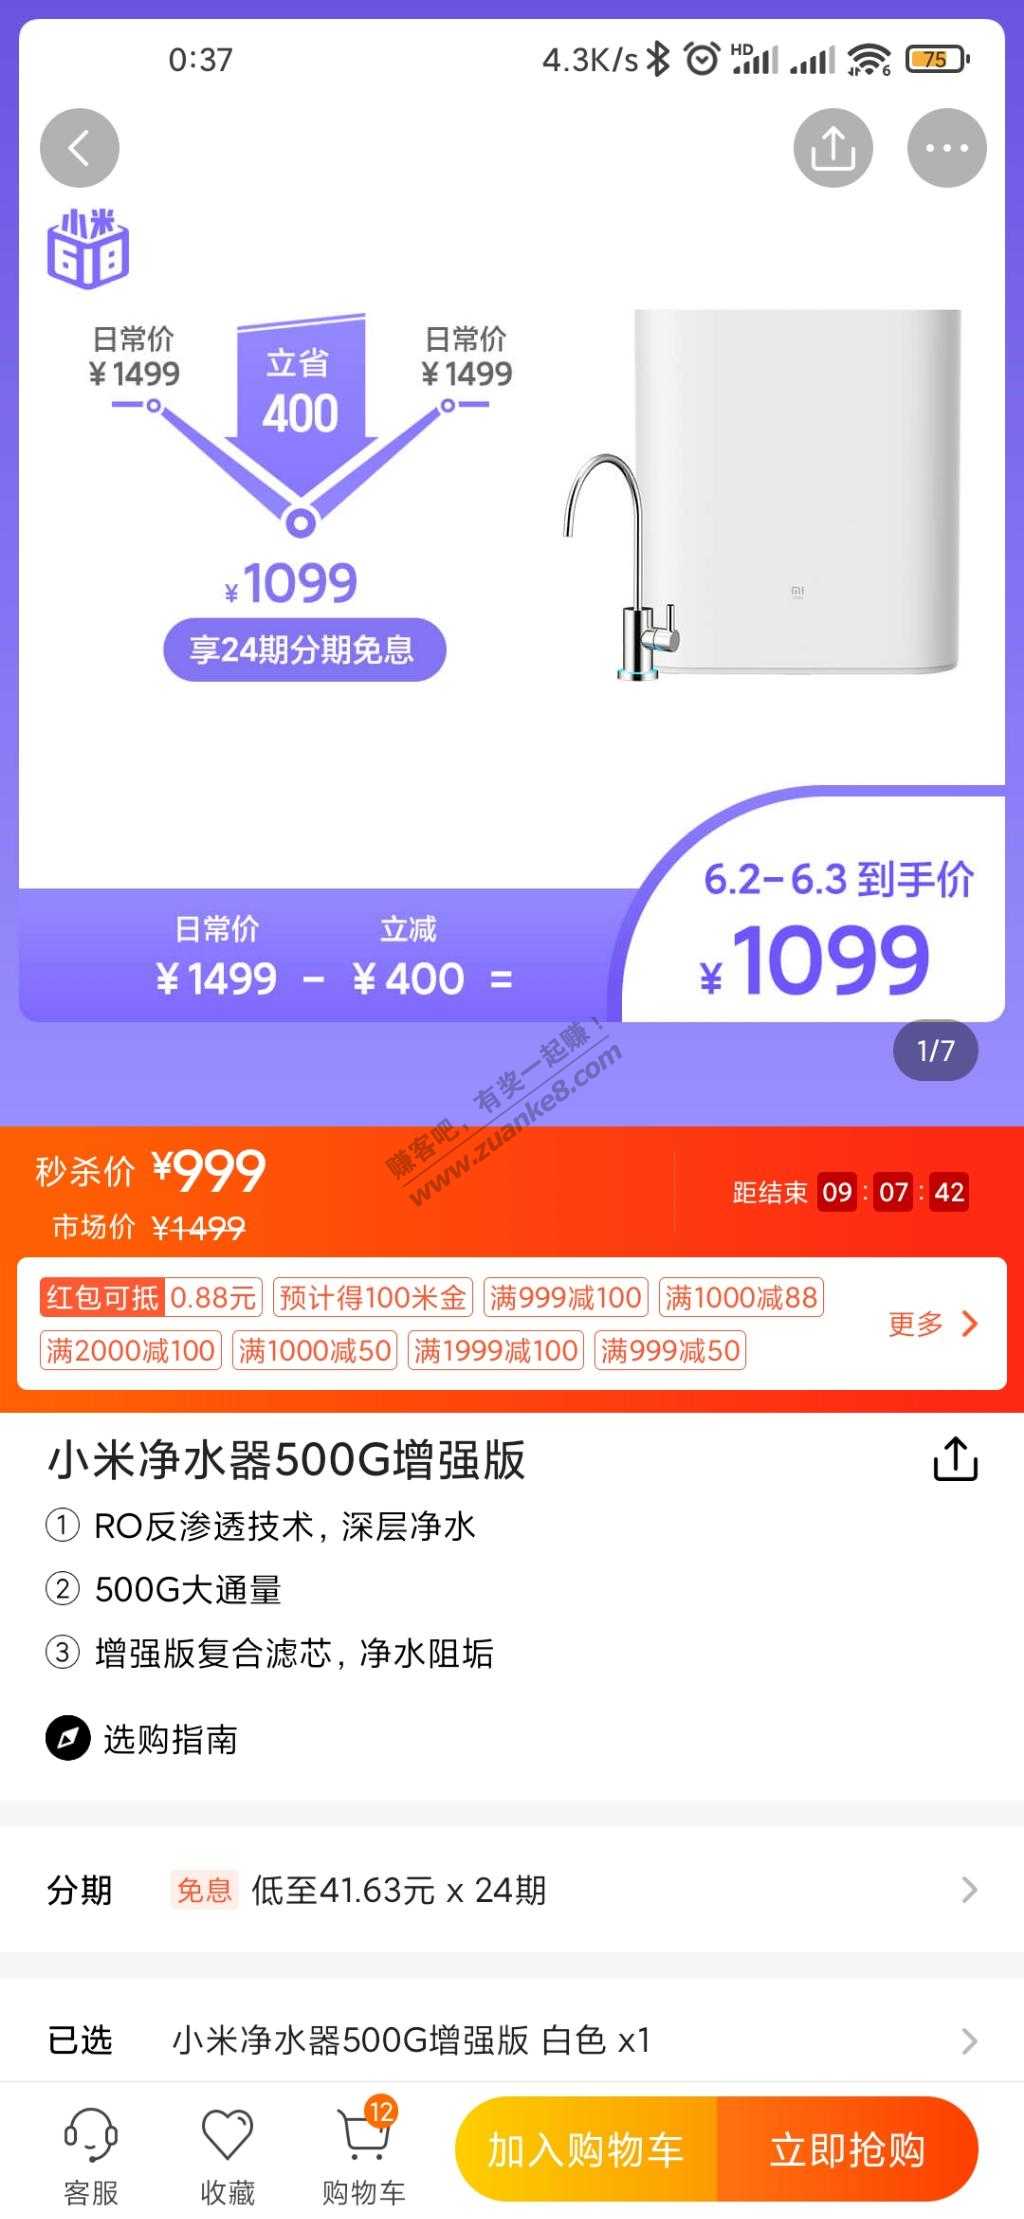 0:37 4.3K/s HD 6 75
小米
618
日常价 立省 日常价
¥1499 400 ¥1499
¥1099
享24期分期免息
mi
6.2-6.3 到手价
日常价 立减
¥1499 - ¥400 = ¥1099
1/7
赚客吧，有奖一起赚！
www.zuanke8.com
秒杀价 ¥999
距结束 09 : 07 : 42
市场价 ¥1499
红包可抵 0.88元 预计得100米金 满999减100 满1000减88
更多
满2000减100 满1000减50 满1999减100 满999减50
小米净水器500G增强版
① RO反渗透技术, 深层净水
② 500G大通量
③ 增强版复合滤芯, 净水阻垢
选购指南
分期 免息 低至41.63元 x 24期
已选 小米净水器500G增强版 白色 x1
12
加入购物车 立即抢购
客服 收藏 购物车